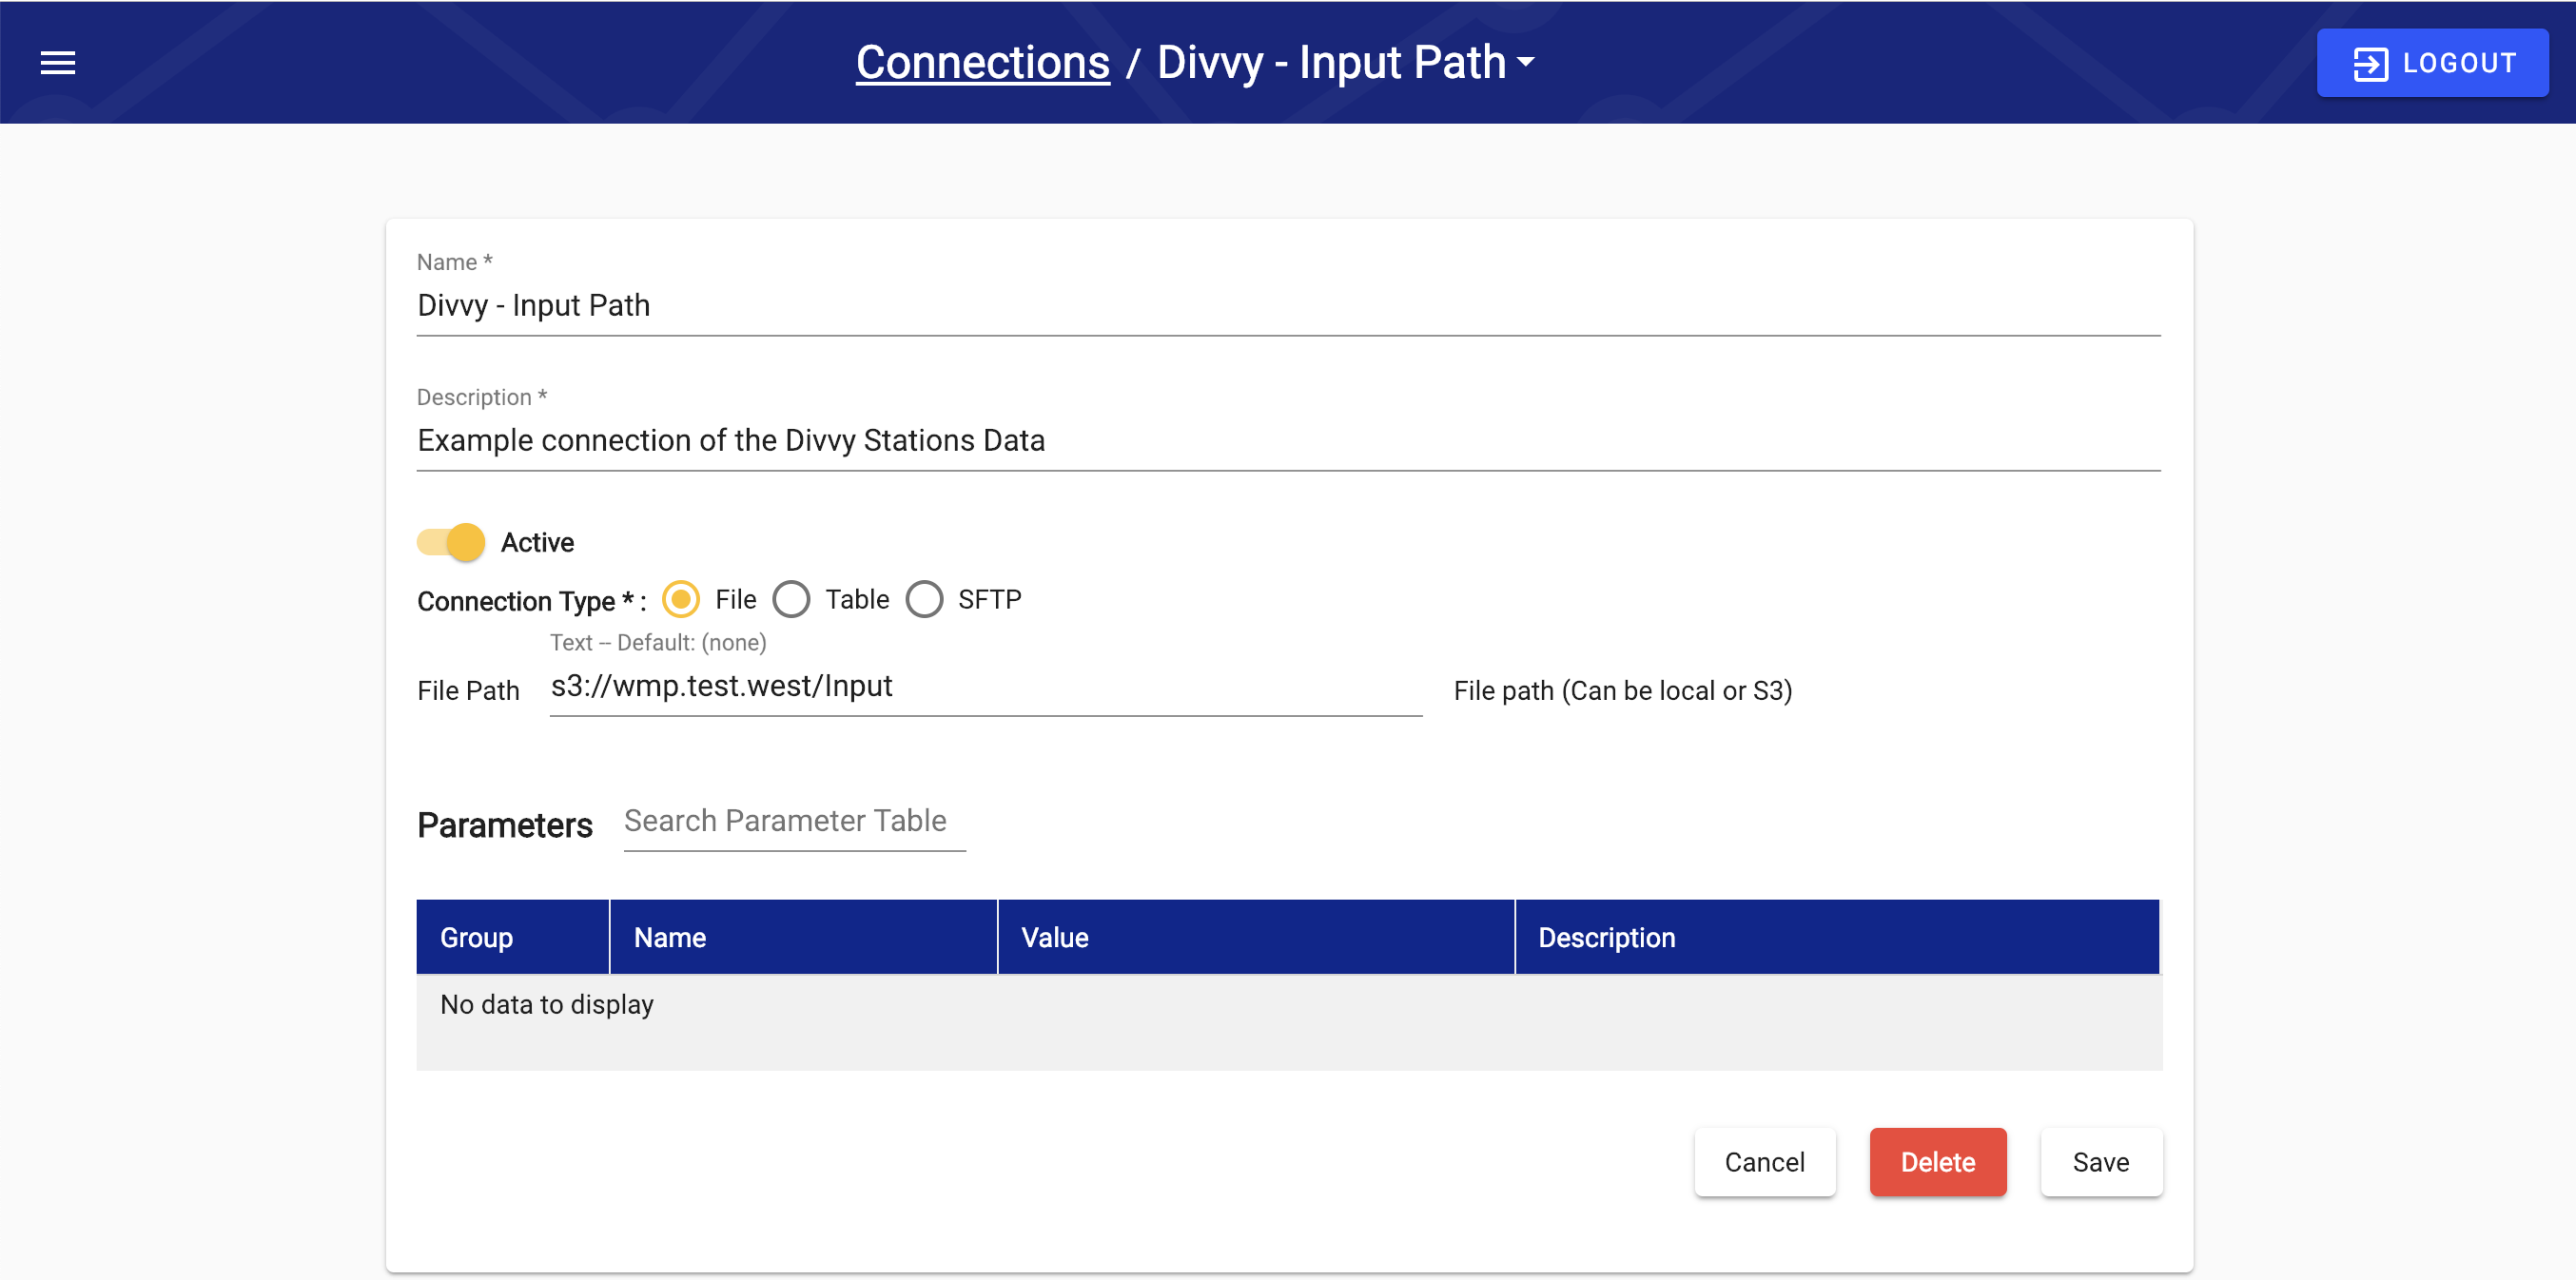 Connections / Divvy - Input Path
LOGOUT
Name *
Divvy - Input Path
Description *
Example connection of the Divvy Stations Data
Active
Connection Type * : File Table SFTP
Text -- Default: (none)
File Path s3://wmp.test.west/Input File path (Can be local or S3)
Parameters Search Parameter Table
Group Name Value Description
No data to display
Cancel Delete Save